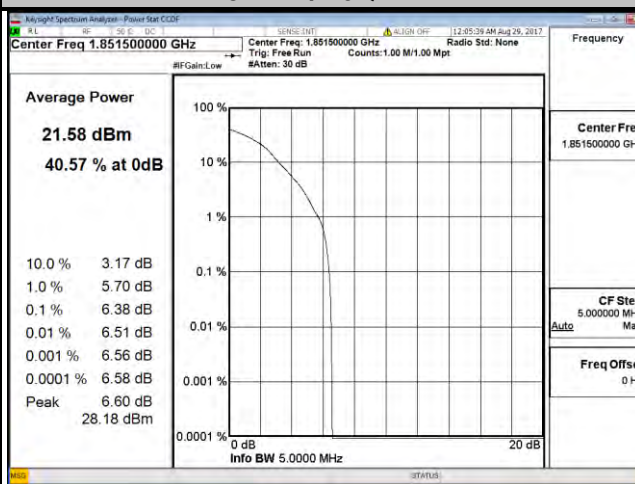 Keysight Spectrum Analyzer - Power Stat CCDF
RL RF 50 Ω DC SENSE:INT ALIGN OFF 12:05:39 AM Aug 29, 2017
Center Freq 1.851500000 GHz
Center Freq: 1.851500000 GHz Radio Std: None
Trig: Free Run Counts:1.00 M/1.00 Mpt
#IFGain:Low #Atten: 30 dB
Frequency
Average Power
21.58 dBm
40.57 % at 0dB
10.0 % 3.17 dB
1.0 % 5.70 dB
0.1 % 6.38 dB
0.01 % 6.51 dB
0.001 % 6.56 dB
0.0001 % 6.58 dB
Peak 6.60 dB
28.18 dBm
100 %
10 %
1 %
0.1 %
0.01 %
0.001 %
0.0001 %
0 dB 20 dB
Info BW 5.0000 MHz
Center Fre
1.851500000 GH
CF Ste
5.000000 MH
Auto Ma
Freq Offse
0 H
MSG STATUS